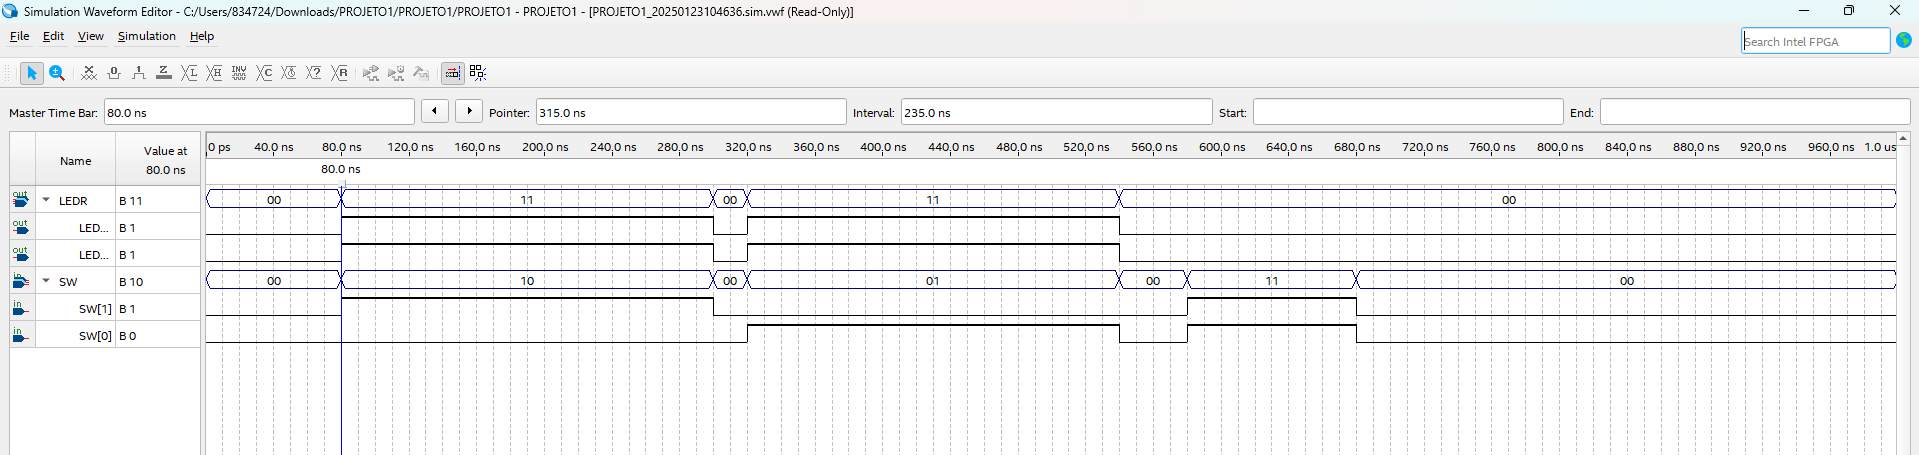 Simulation Waveform Editor - C:/Users/834724/Downloads/PROJETO1/PROJETO1/PROJETO1 - PROJETO1 - [PROJETO1_20250123104636.sim.vwf (Read-Only)]
File Edit View Simulation Help
Search Intel FPGA
Master Time Bar: 80.0 ns Pointer: 315.0 ns Interval: 235.0 ns Start: End:
Name Value at 80.0 ns
0 ps 40.0 ns 80.0 ns 120.0 ns 160.0 ns 200.0 ns 240.0 ns 280.0 ns 320.0 ns 360.0 ns 400.0 ns 440.0 ns 480.0 ns 520.0 ns 560.0 ns 600.0 ns 640.0 ns 680.0 ns 720.0 ns 760.0 ns 800.0 ns 840.0 ns 880.0 ns 920.0 ns 960.0 ns 1.0 us
80.0 ns
out LEDR B 11 00 11 00 11 00
out LED... B 1
out LED... B 1
in SW B 10 00 10 00 01 00 11 00
in SW[1] B 1
in SW[0] B 0